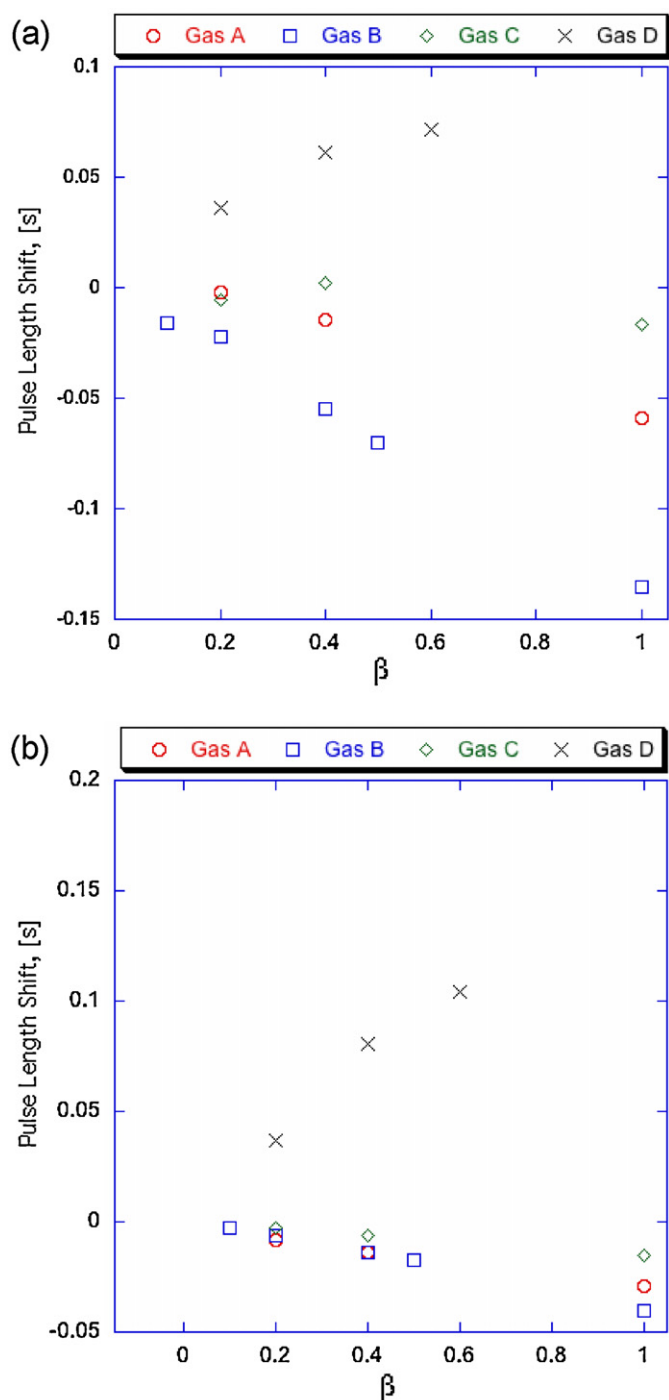 (a)
Gas A Gas B Gas C Gas D
0.1
0.05
0
-0.05
-0.1
-0.15
Pulse Length Shift, [s]
0 0.2 0.4 0.6 0.8 1
β
(b)
Gas A Gas B Gas C Gas D
0.2
0.15
0.1
0.05
0
-0.05
Pulse Length Shift, [s]
0 0.2 0.4 0.6 0.8 1
β